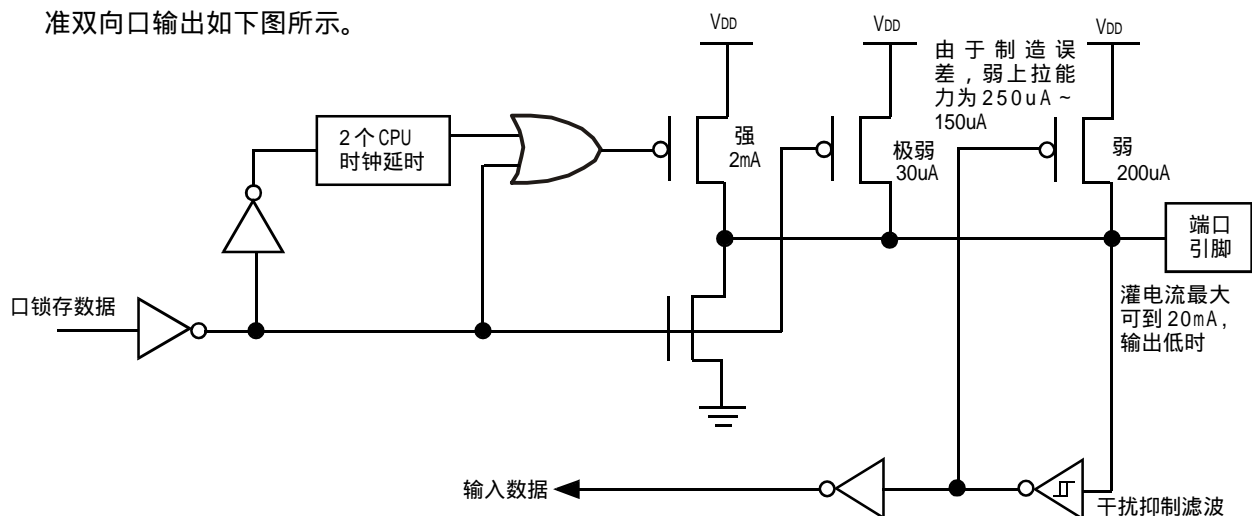 准双向口输出如下图所示。
VDD
VDD
VDD
由于制造误
差，弱上拉能
力为250uA~
150uA
2个CPU
时钟延时
强
2mA
极弱
30uA
弱
200uA
端口
引脚
口锁存数据
灌电流最大
可到20mA,
输出低时
输入数据
干扰抑制滤波